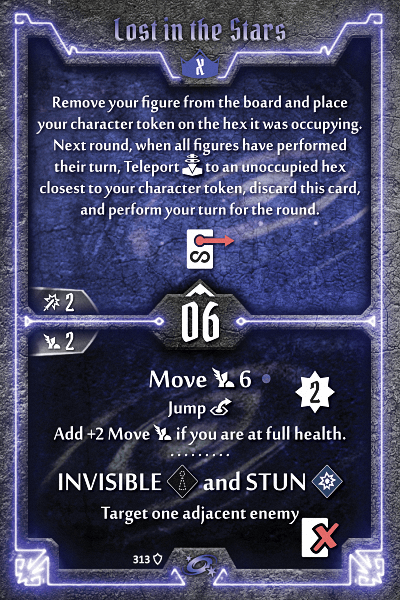 Lost in the Stars
X
Remove your figure from the board and place
your character token on the hex it was occupying.
Next round, when all figures have performed
their turn, Teleport to an unoccupied hex
closest to your character token, discard this card,
and perform your turn for the round.
2
06
2
Move 6
2
Jump
Add +2 Move if you are at full health.
INVISIBLE and STUN
Target one adjacent enemy
313